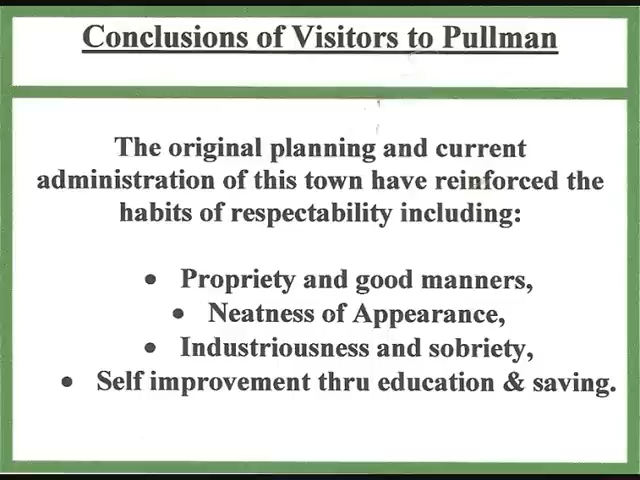 Conclusions of Visitors to Pullman
The original planning and current
administration of this town have reinforced the
habits of respectability including:
• Propriety and good manners,
• Neatness of Appearance,
• Industriousness and sobriety,
• Self improvement thru education & saving.